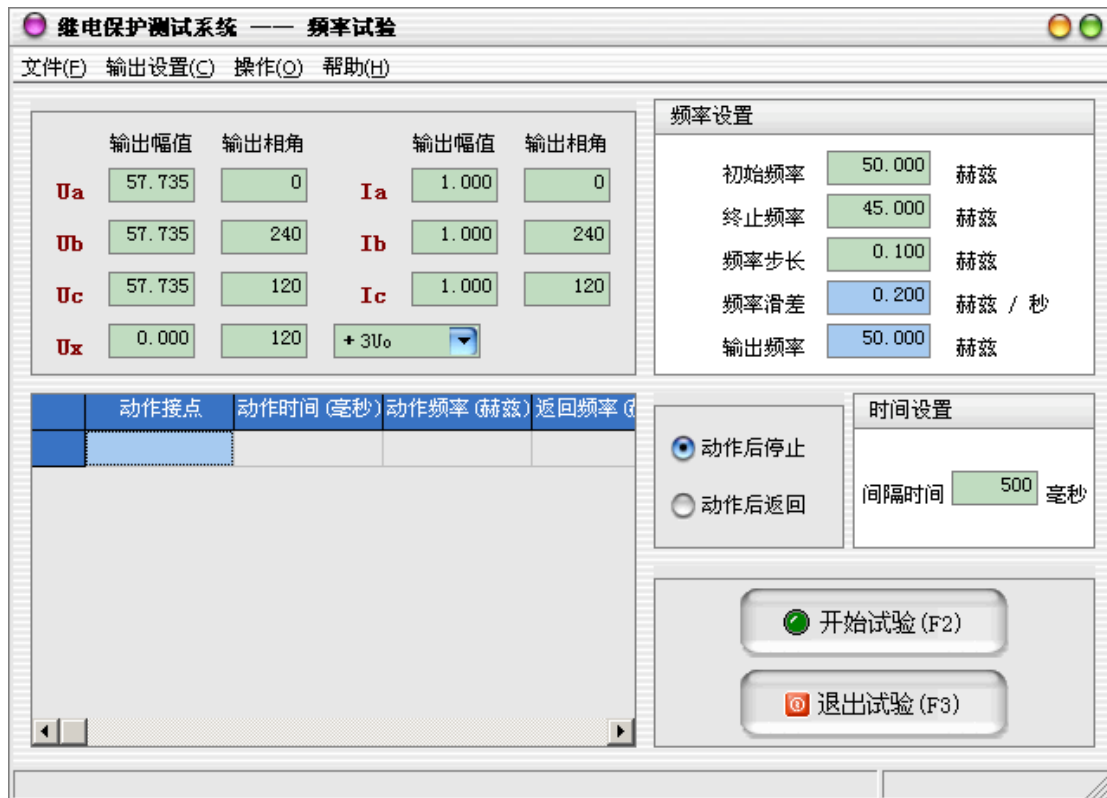 继电保护测试系统 —— 频率试验
文件(F) 输出设置(C) 操作(O) 帮助(H)
输出幅值 输出相角 输出幅值 输出相角
Ua 57.735 0 Ia 1.000 0
Ub 57.735 240 Ib 1.000 240
Uc 57.735 120 Ic 1.000 120
Ux 0.000 120 + 3Uo
频率设置
初始频率 50.000 赫兹
终止频率 45.000 赫兹
频率步长 0.100 赫兹
频率滑差 0.200 赫兹 / 秒
输出频率 50.000 赫兹
动作接点 动作时间(毫秒) 动作频率(赫兹) 返回频率(
动作后停止
动作后返回
时间设置
间隔时间 500 毫秒
开始试验(F2)
退出试验(F3)